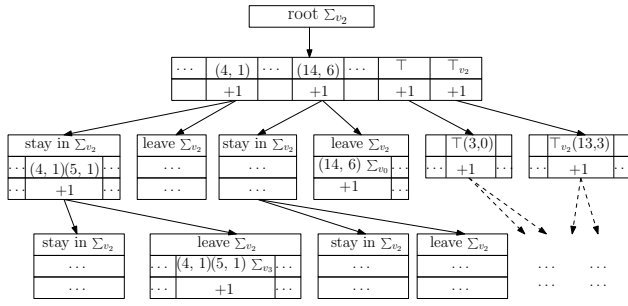 root Σ_{v_2}
⋯ (4, 1) ⋯ (14, 6) ⋯ ⊤ ⊤_{v_2}
+1 +1 +1 +1
stay in Σ_{v_2} leave Σ_{v_2} stay in Σ_{v_2} leave Σ_{v_2} ⊤(3,0) ⊤_{v_2}(13,3)
⋯ (4, 1)(5, 1) ⋯ ⋯ ⋯ (14, 6) Σ_{v_0} ⋯ ⋯ +1 ⋯ ⋯ +1 ⋯
+1 ⋯ ⋯ +1
stay in Σ_{v_2} leave Σ_{v_2} stay in Σ_{v_2} leave Σ_{v_2}
⋯ ⋯ (4, 1)(5, 1) Σ_{v_3} ⋯ ⋯ ⋯ ⋯ ⋯
⋯ +1 ⋯ ⋯ ⋯ ⋯